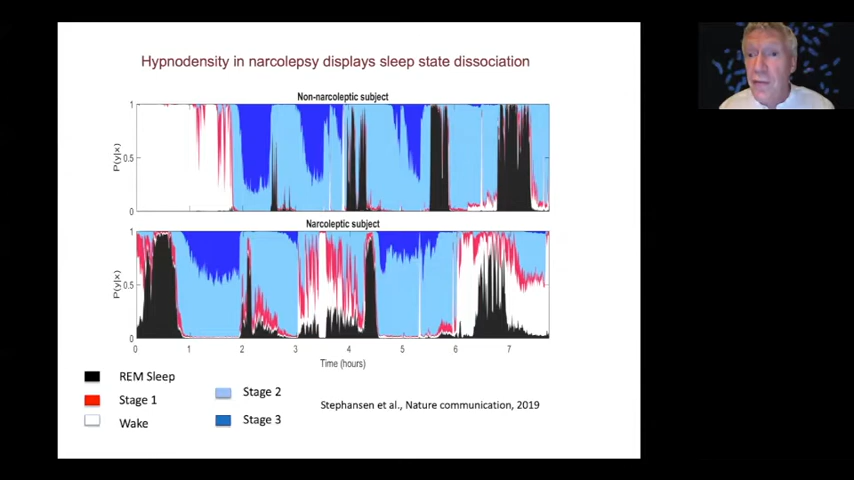 Hypnodensity in narcolepsy displays sleep state dissociation
Non-narcoleptic subject
1
0.5
0
P(y|x)
Narcoleptic subject
1
0.5
0
P(y|x)
0 1 2 3 4 5 6 7
Time (hours)
REM Sleep
Stage 1
Wake
Stage 2
Stage 3
Stephansen et al., Nature communication, 2019